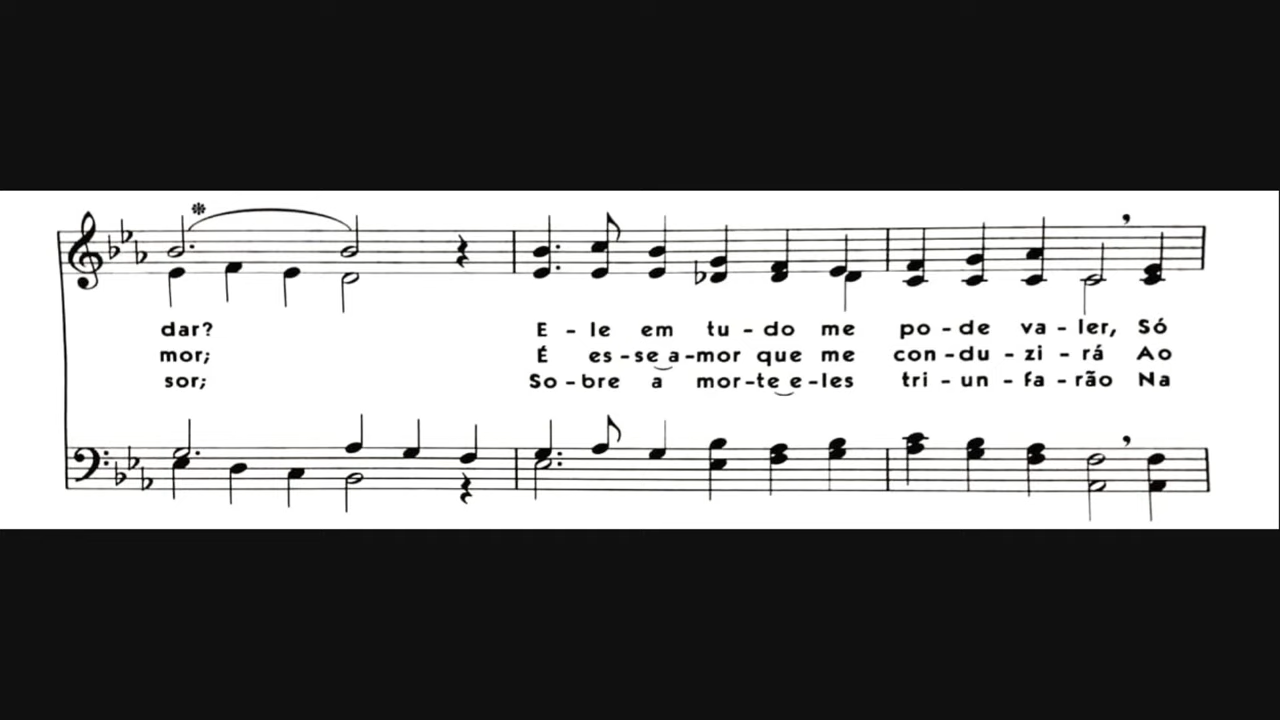 dar? E - le em tu - do me po - de va - ler, Só
mor; É es - se a - mor que me con - du - zi - rá Ao
sor; So - bre a mor - te e - les tri - un - fa - rão Na